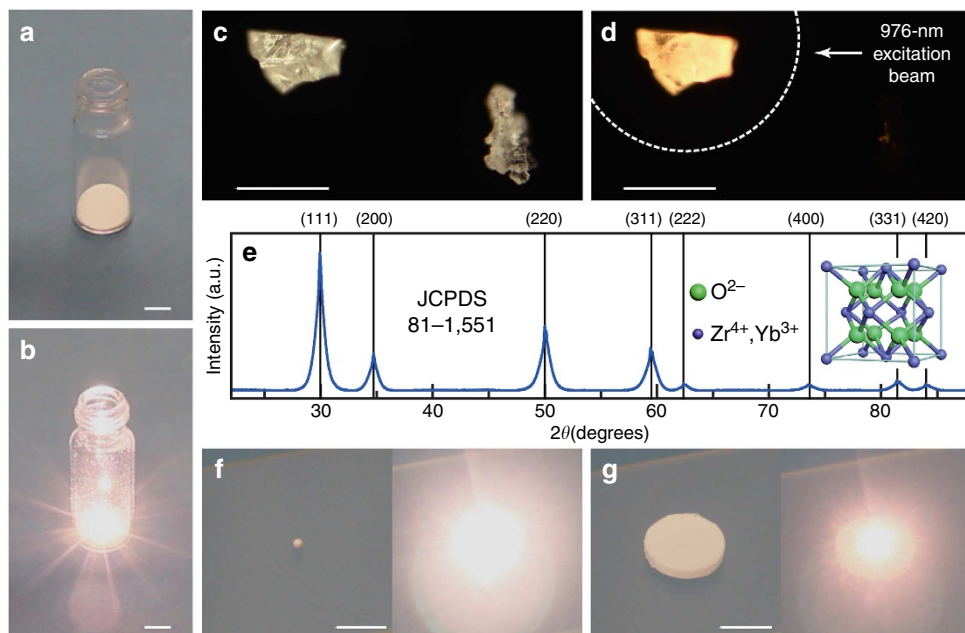 a
b
c
d
976-nm
excitation
beam
(111) (200) (220) (311) (222) (400) (331) (420)
e
Intensity (a.u.)
JCPDS
81–1,551
O2–
Zr4+,Yb3+
30 40 50 60 70 80
2θ(degrees)
f
g